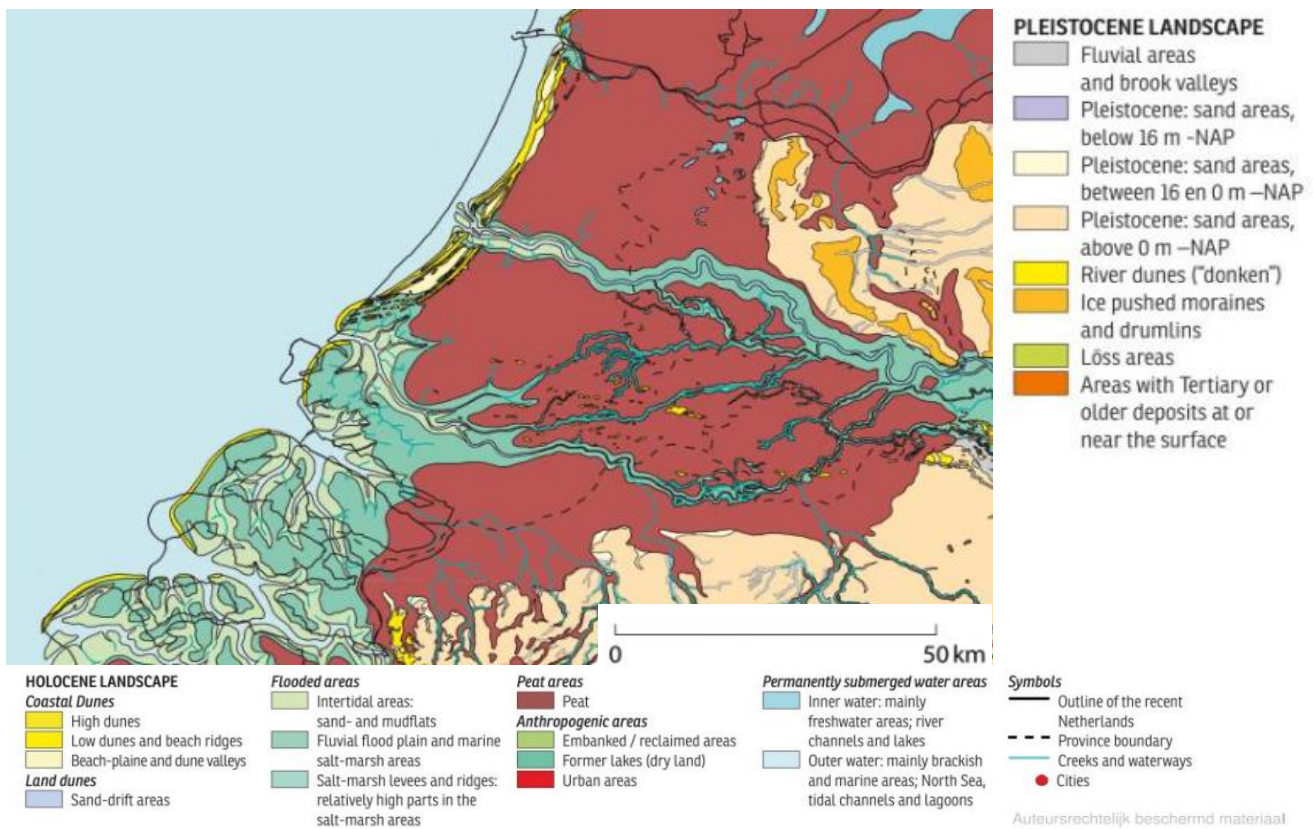 PLEISTOCENE LANDSCAPE
Fluvial areas
and brook valleys
Pleistocene: sand areas,
below 16 m -NAP
Pleistocene: sand areas,
between 16 en 0 m –NAP
Pleistocene: sand areas,
above 0 m –NAP
River dunes ("donken")
Ice pushed moraines
and drumlins
Löss areas
Areas with Tertiary or
older deposits at or
near the surface
0 50 km
HOLOCENE LANDSCAPE
Coastal Dunes
High dunes
Low dunes and beach ridges
Beach-plaine and dune valleys
Land dunes
Sand-drift areas
Flooded areas
Intertidal areas:
sand- and mudflats
Fluvial flood plain and marine
salt-marsh areas
Salt-marsh levees and ridges:
relatively high parts in the
salt-marsh areas
Peat areas
Peat
Anthropogenic areas
Embanked / reclaimed areas
Former lakes (dry land)
Urban areas
Permanently submerged water areas
Inner water: mainly
freshwater areas; river
channels and lakes
Outer water: mainly brackish
and marine areas; North Sea,
tidal channels and lagoons
Symbols
Outline of the recent
Netherlands
Province boundary
Creeks and waterways
Cities
Auteursrechtelijk beschermd materiaal